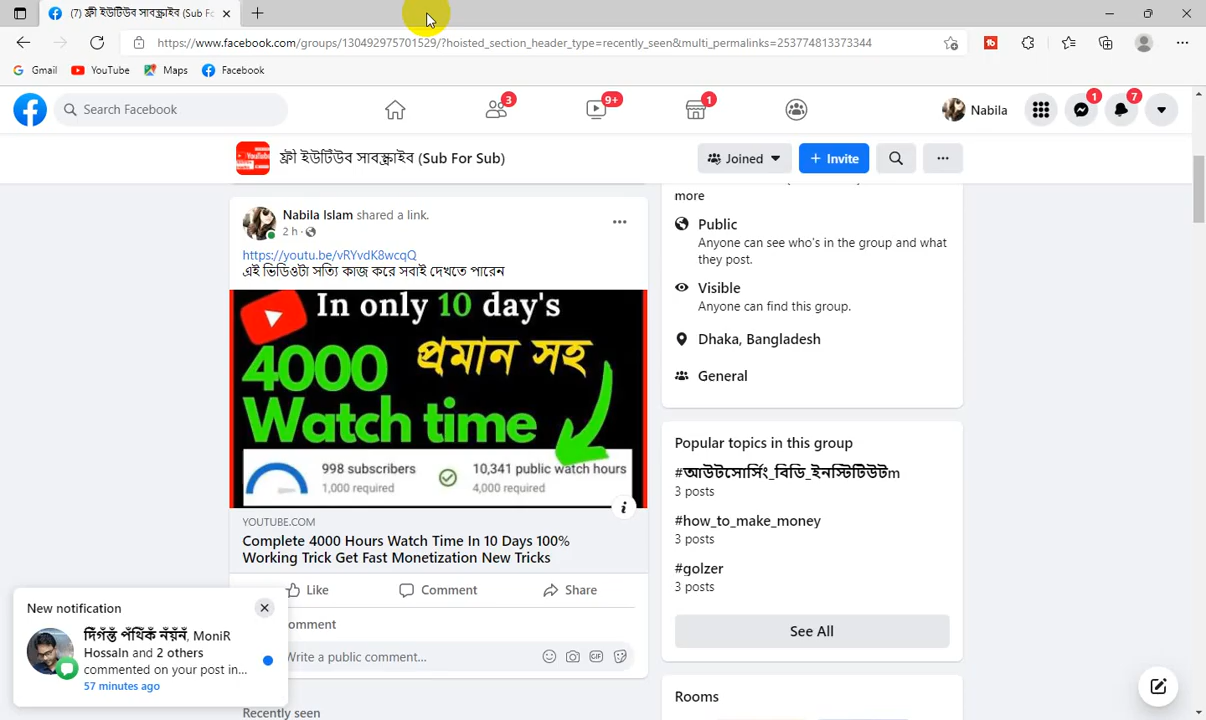 (7) ফ্রী ইউটিউব সাবস্ক্রাইব (Sub Fo
https://www.facebook.com/groups/130492975701529/?hoisted_section_header_type=recently_seen&multi_permalinks=253774813373344
Gmail YouTube Maps Facebook
Search Facebook 3 9+ 1 Nabila 1 7
YouTube ফ্রী ইউটিউব সাবস্ক্রাইব (Sub For Sub) Joined + Invite
more
Nabila Islam shared a link.
2 h
https://youtu.be/vRYvdK8wcqQ
এই ভিডিওটা সত্যি কাজ করে সবাই দেখতে পারেন
In only 10 day's
4000 প্রমান সহ
Watch time
998 subscribers 10,341 public watch hours
1,000 required 4,000 required
YOUTUBE.COM
Complete 4000 Hours Watch Time In 10 Days 100%
Working Trick Get Fast Monetization New Tricks
Like Comment Share
omment
Write a public comment... GIF
Recently seen
Public
Anyone can see who's in the group and what
they post.
Visible
Anyone can find this group.
Dhaka, Bangladesh
General
Popular topics in this group
#আউটসোর্সিং_বিডি_ইনস্টিটিউটm
3 posts
#how_to_make_money
3 posts
#golzer
3 posts
See All
Rooms
New notification
দিঁগঁন্তঁ পঁথিঁকঁ নঁয়ঁনঁ, MoniR
Hossaln and 2 others
commented on your post in...
57 minutes ago